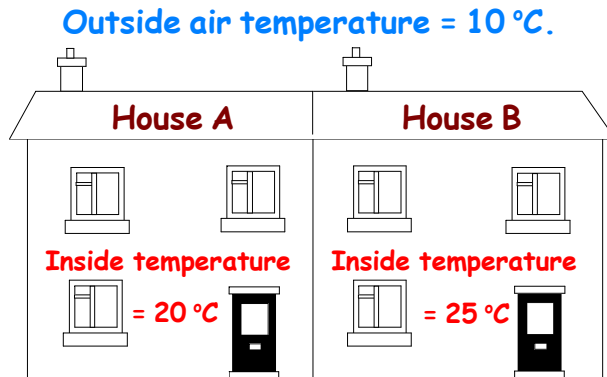 Outside air temperature = 10 °C.
House A
House B
Inside temperature
= 20 °C
Inside temperature
= 25 °C